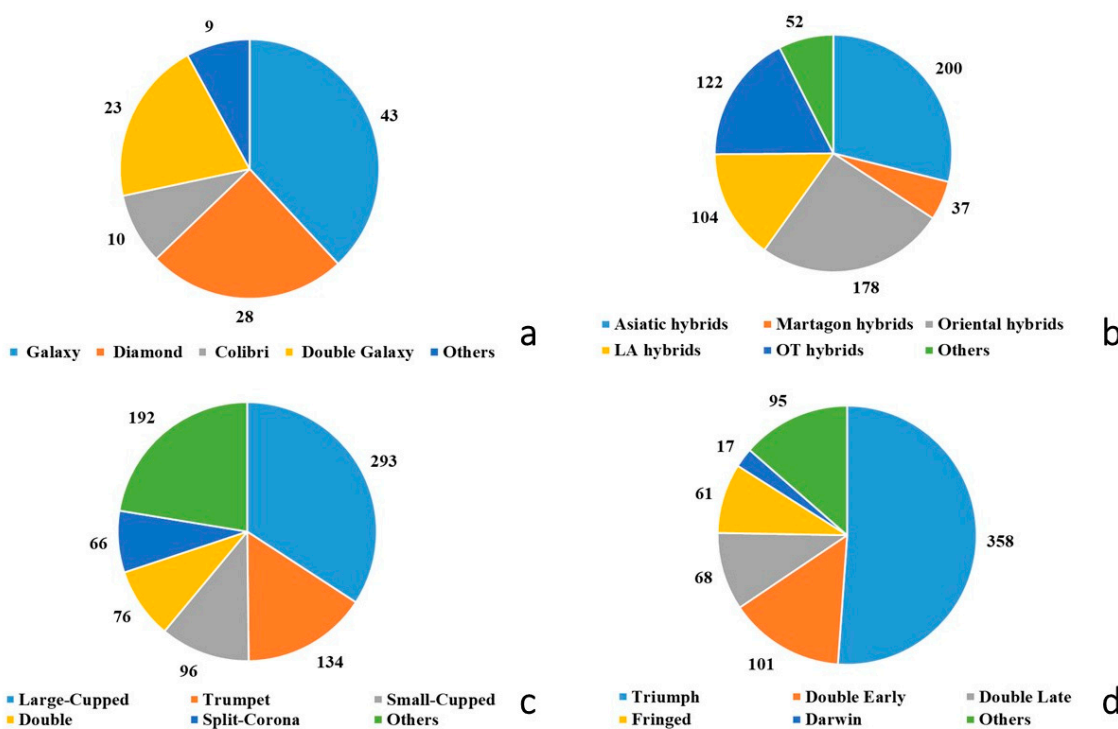 9
43
23
10
28
a
Galaxy Diamond Colibri Double Galaxy Others
52
200
122
37
104
178
b
Asiatic hybrids Martagon hybrids Oriental hybrids
LA hybrids OT hybrids Others
192
293
66
76
96
134
Large-Cupped Trumpet Small-Cupped
Double Split-Corona Others
c
95
17
61
358
68
101
Triumph Double Early Double Late
Fringed Darwin Others
d